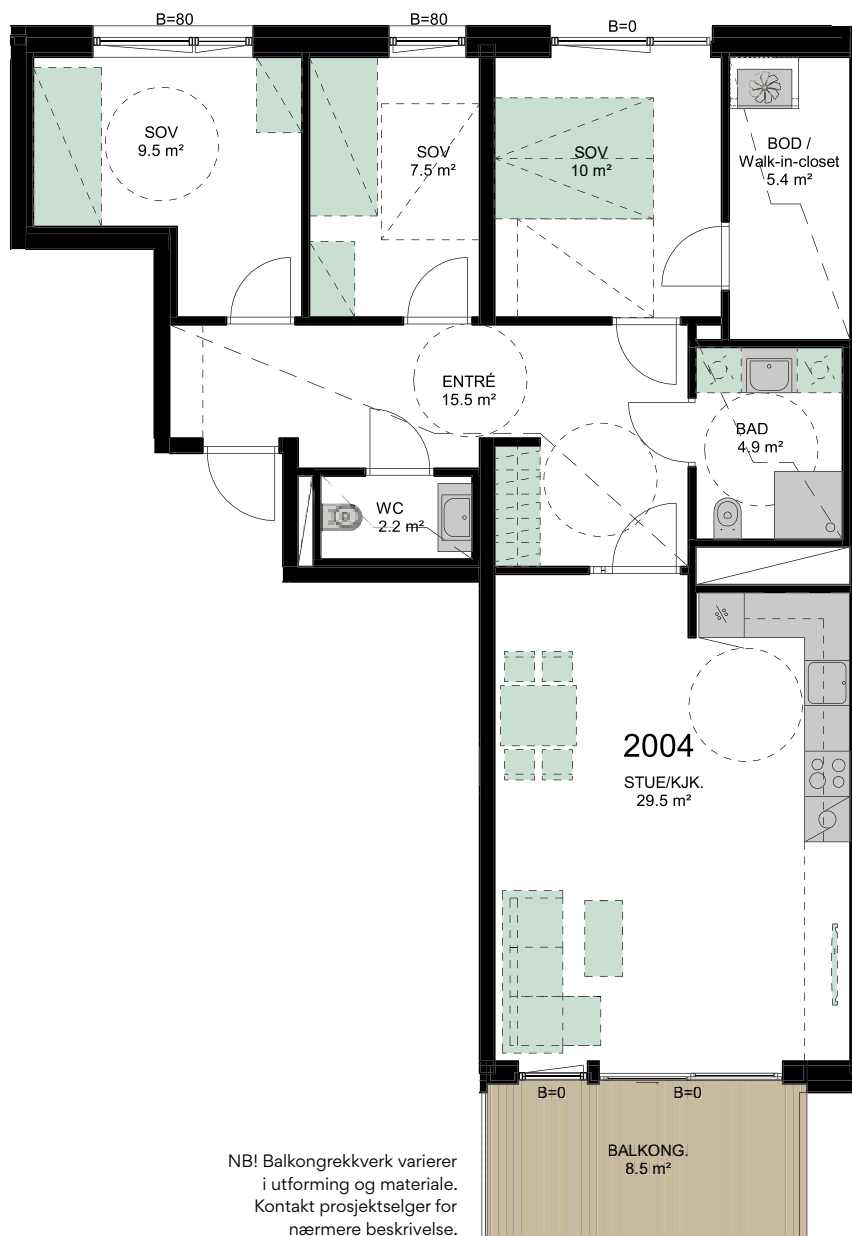 B=80
B=80
B=0
SOV
9.5 m²
SOV
7.5 m²
SOV
10 m²
BOD /
Walk-in-closet
5.4 m²
ENTRÉ
15.5 m²
BAD
4.9 m²
WC
2.2 m²
2004
STUE/KJK.
29.5 m²
B=0
B=0
BALKONG.
8.5 m²
NB! Balkongrekkverk varierer
i utforming og materiale.
Kontakt prosjektselger for
nærmere beskrivelse.